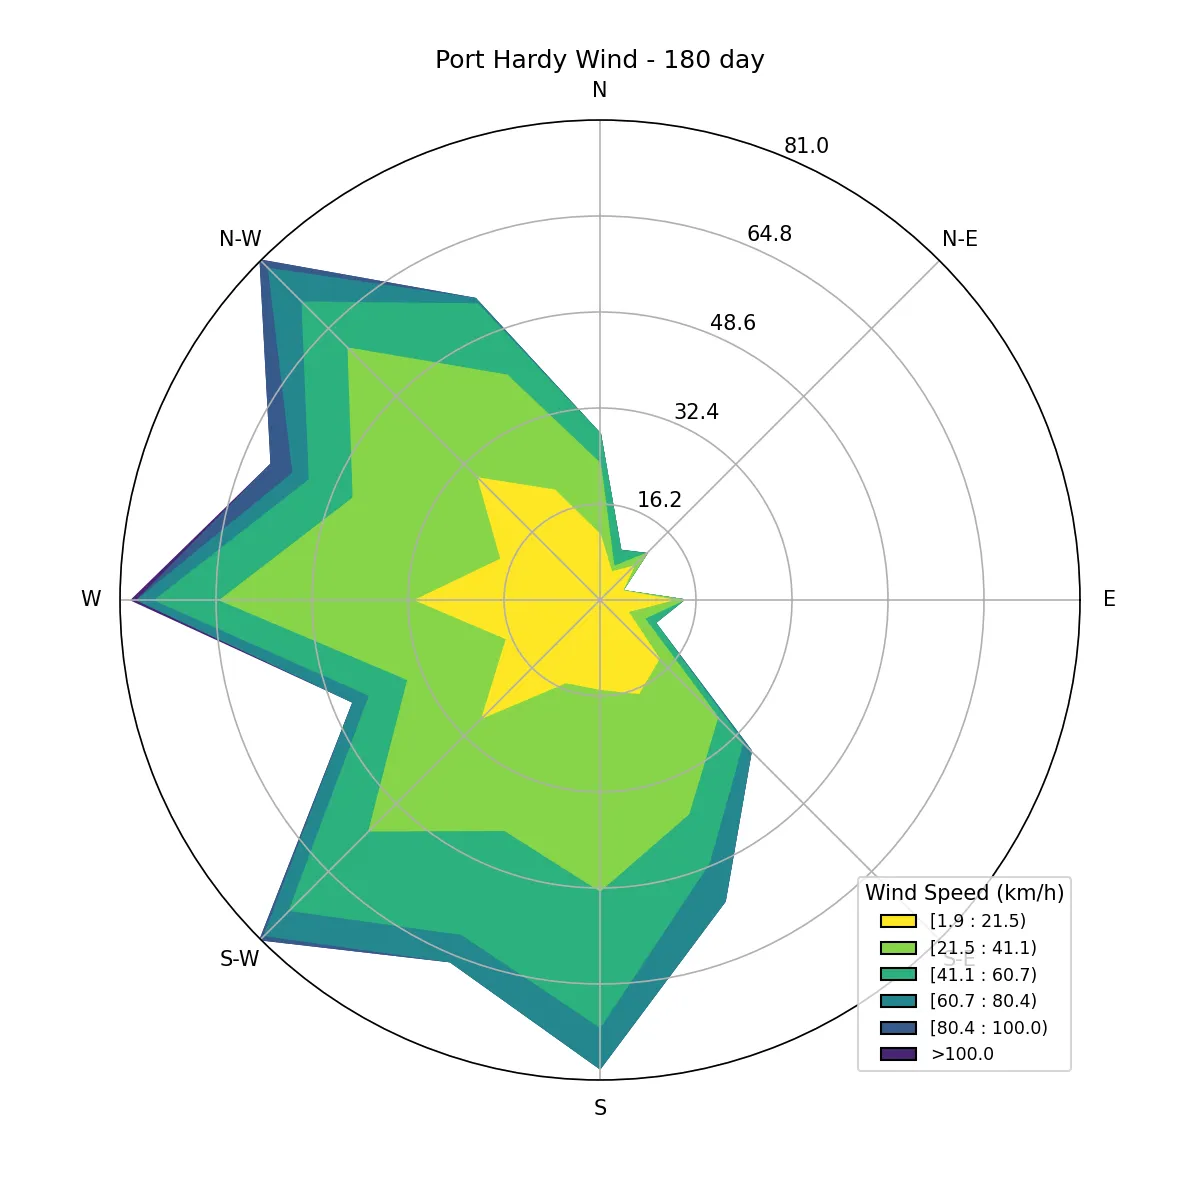 Port Hardy Wind - 180 day
N
81.0
64.8
N-W
N-E
48.6
32.4
16.2
W
E
Wind Speed (km/h)
[1.9 : 21.5)
[21.5 : 41.1)
S-W
S-E
[41.1 : 60.7)
[60.7 : 80.4)
[80.4 : 100.0)
>100.0
S